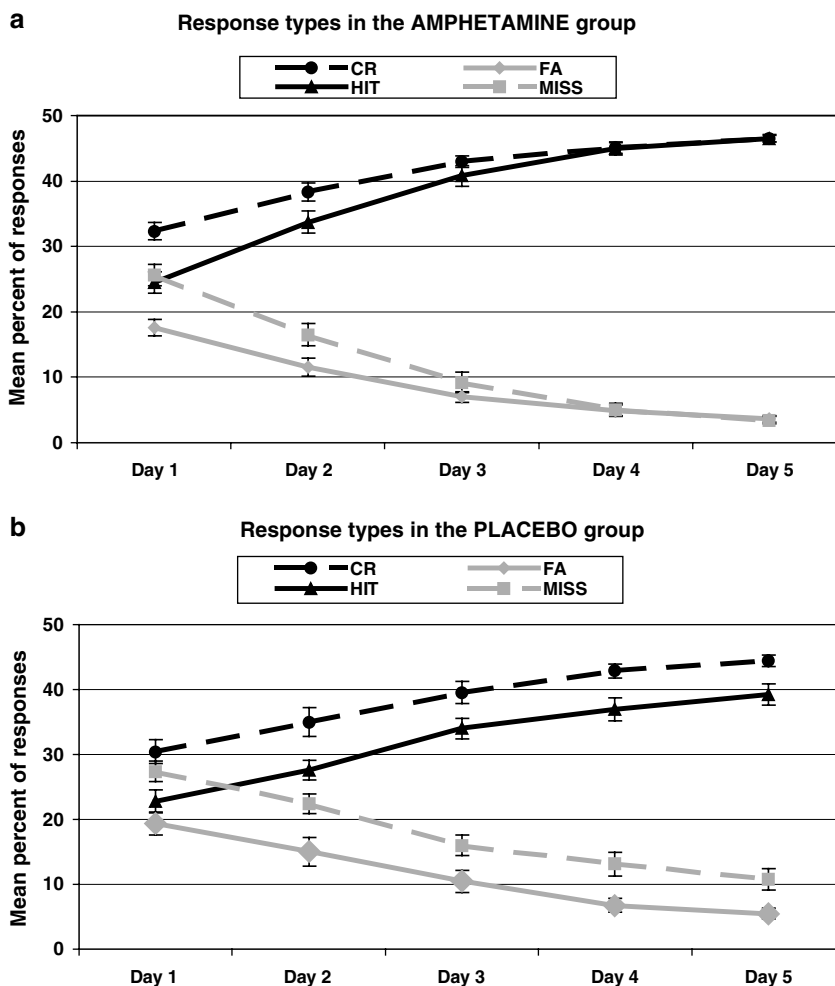 a
Response types in the AMPHETAMINE group
CR FA
HIT MISS
Mean percent of responses
50
40
30
20
10
0
Day 1 Day 2 Day 3 Day 4 Day 5
b
Response types in the PLACEBO group
CR FA
HIT MISS
Mean percent of responses
50
40
30
20
10
0
Day 1 Day 2 Day 3 Day 4 Day 5